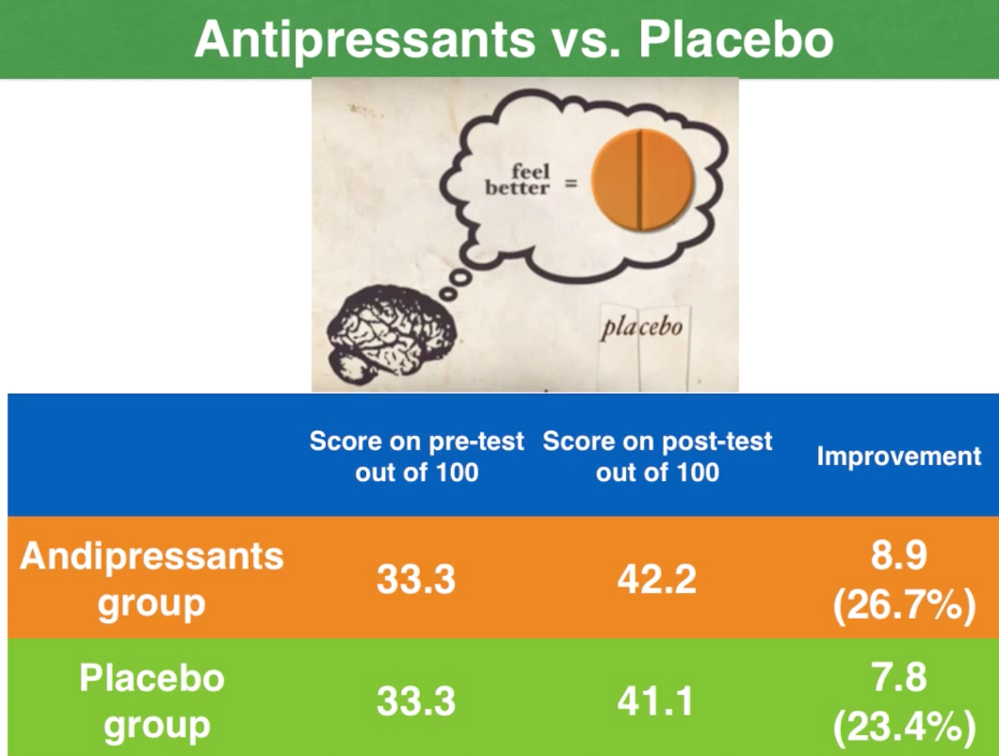 Antipressants vs. Placebo
feel
better =
placebo
Score on pre-test
out of 100
Score on post-test
out of 100
Improvement
Andipressants
group
33.3
42.2
8.9
(26.7%)
Placebo
group
33.3
41.1
7.8
(23.4%)